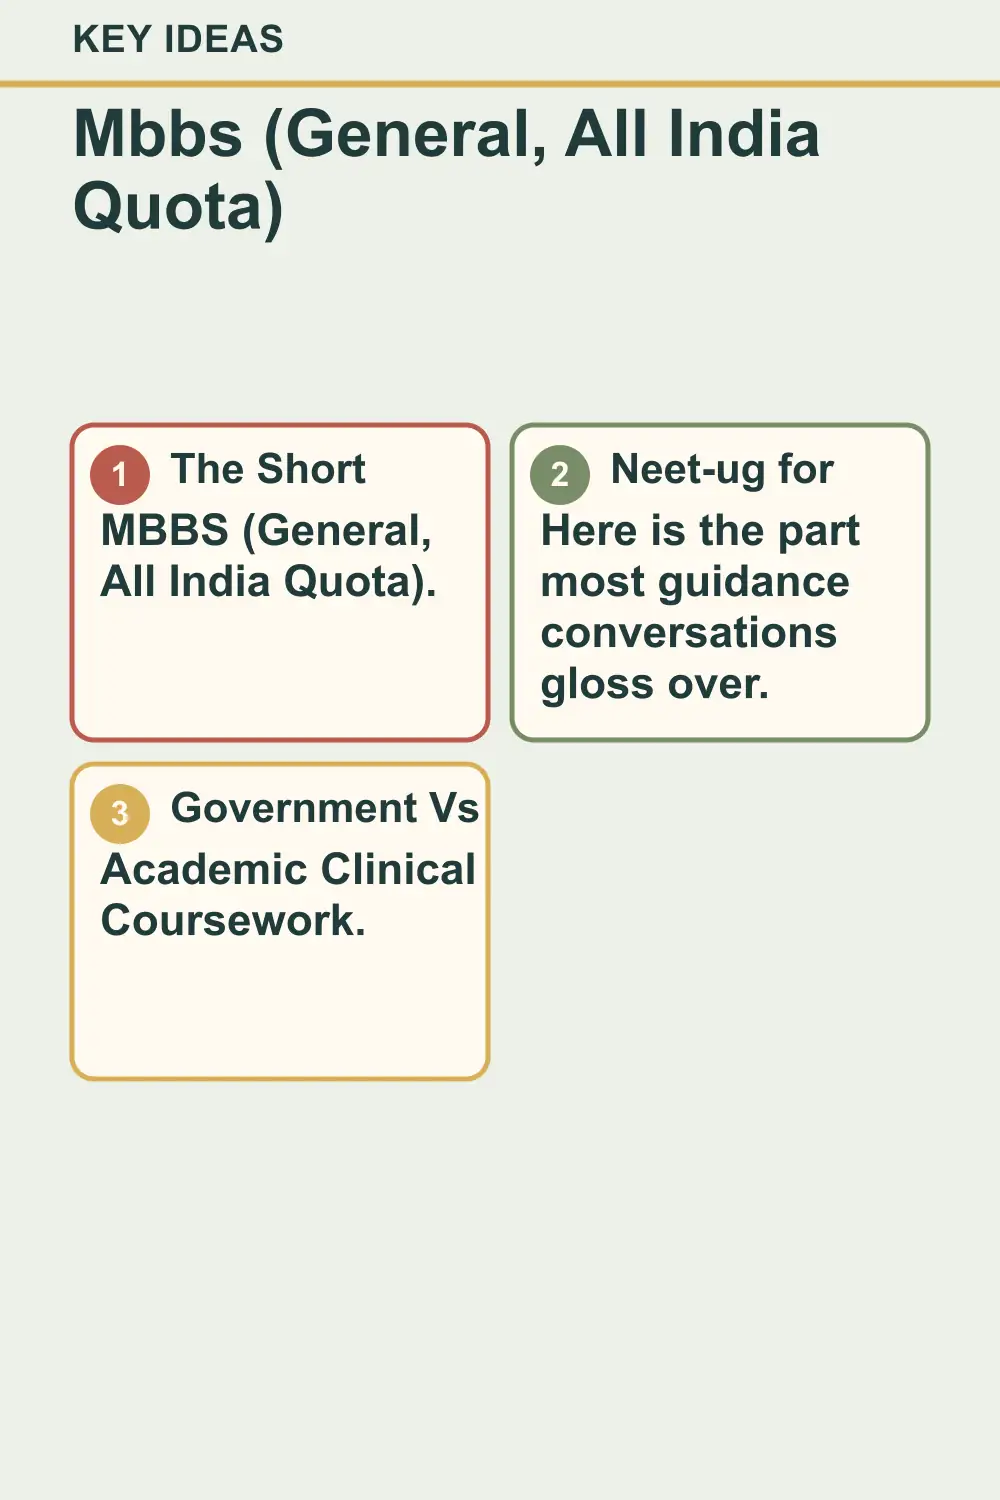 KEY IDEAS
Mbbs (General, All India
Quota)
1 The Short
MBBS (General,
All India Quota).
2 Neet-ug for
Here is the part
most guidance
conversations
gloss over.
3 Government Vs
Academic Clinical
Coursework.